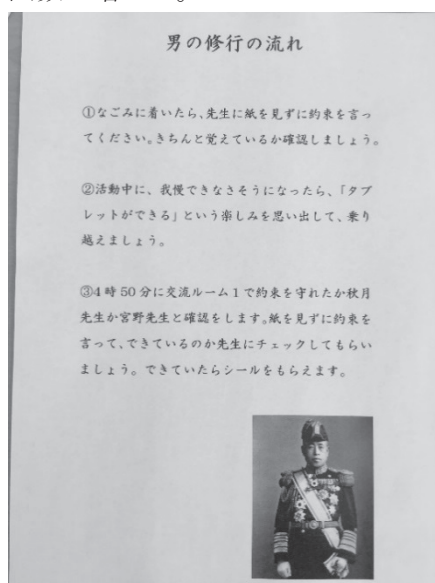 男の修行の流れ
①なごみに着いたら、先生に紙を見ずに約束を言っ
てください。きちんと覚えているか確認しましょう。
②活動中に、我慢できなさそうになったら、「タブ
レットができる」という楽しみを思い出して、乗り
越えましょう。
③4時50分に交流ルーム1で約束を守れたか秋月
先生か宮野先生と確認をします。紙を見ずに約束を
言って、できているのか先生にチェックしてもらい
ましょう。できていたらシールをもらえます。